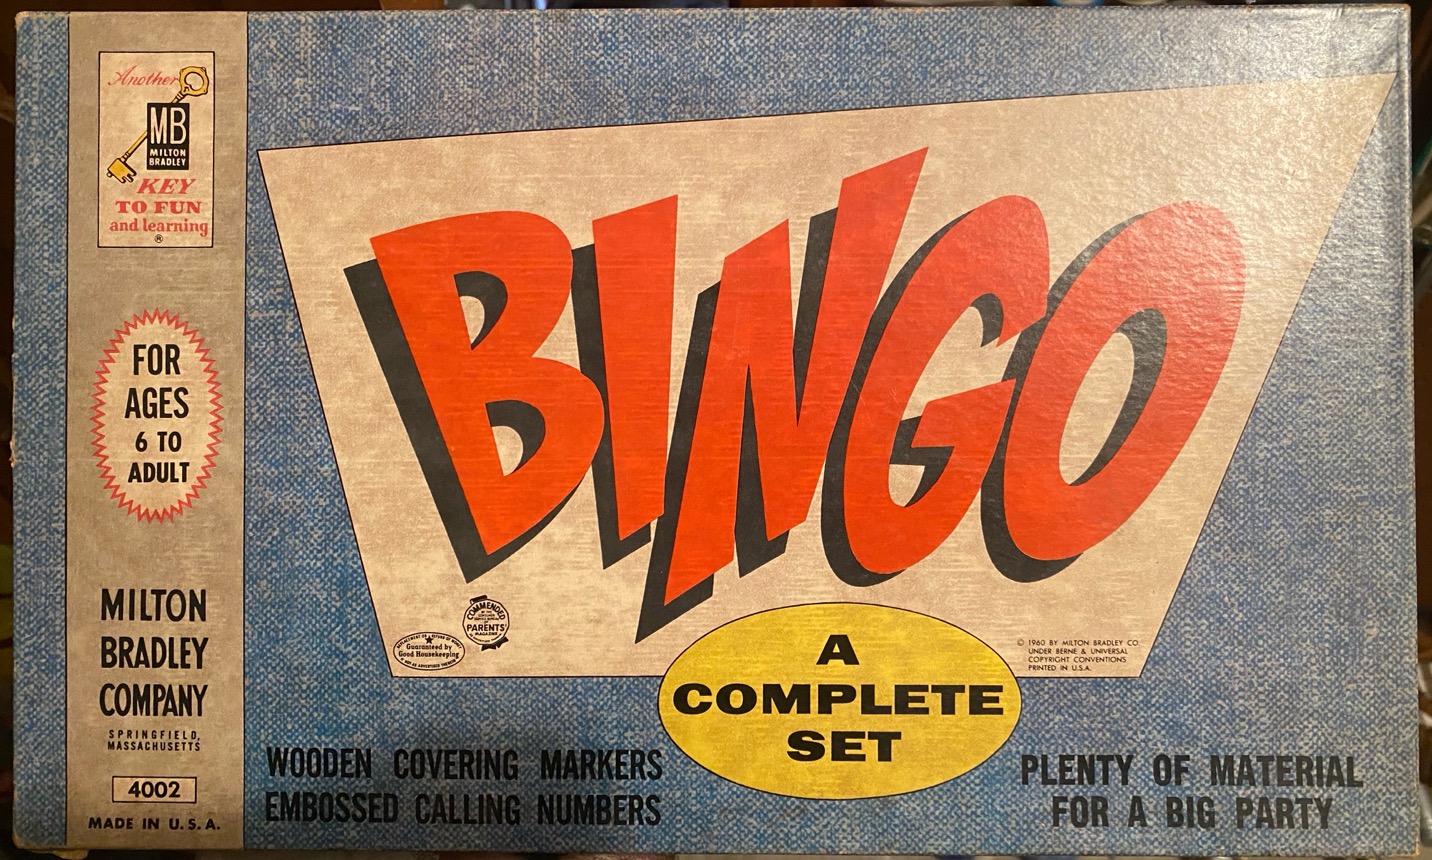 Another
MB
MILTON
BRADLEY
KEY
TO FUN
and learning
®
FOR
AGES
6 TO
ADULT
MILTON
BRADLEY
COMPANY
SPRINGFIELD,
MASSACHUSETTS
4002
MADE IN U.S.A.
BINGO
COMMENDED
PARENTS'
MAGAZINE
Guaranteed by
Good Housekeeping
A
COMPLETE
SET
© 1960 BY MILTON BRADLEY CO.
UNDER BERNE & UNIVERSAL
COPYRIGHT CONVENTIONS
PRINTED IN U.S.A.
WOODEN COVERING MARKERS
EMBOSSED CALLING NUMBERS
PLENTY OF MATERIAL
FOR A BIG PARTY